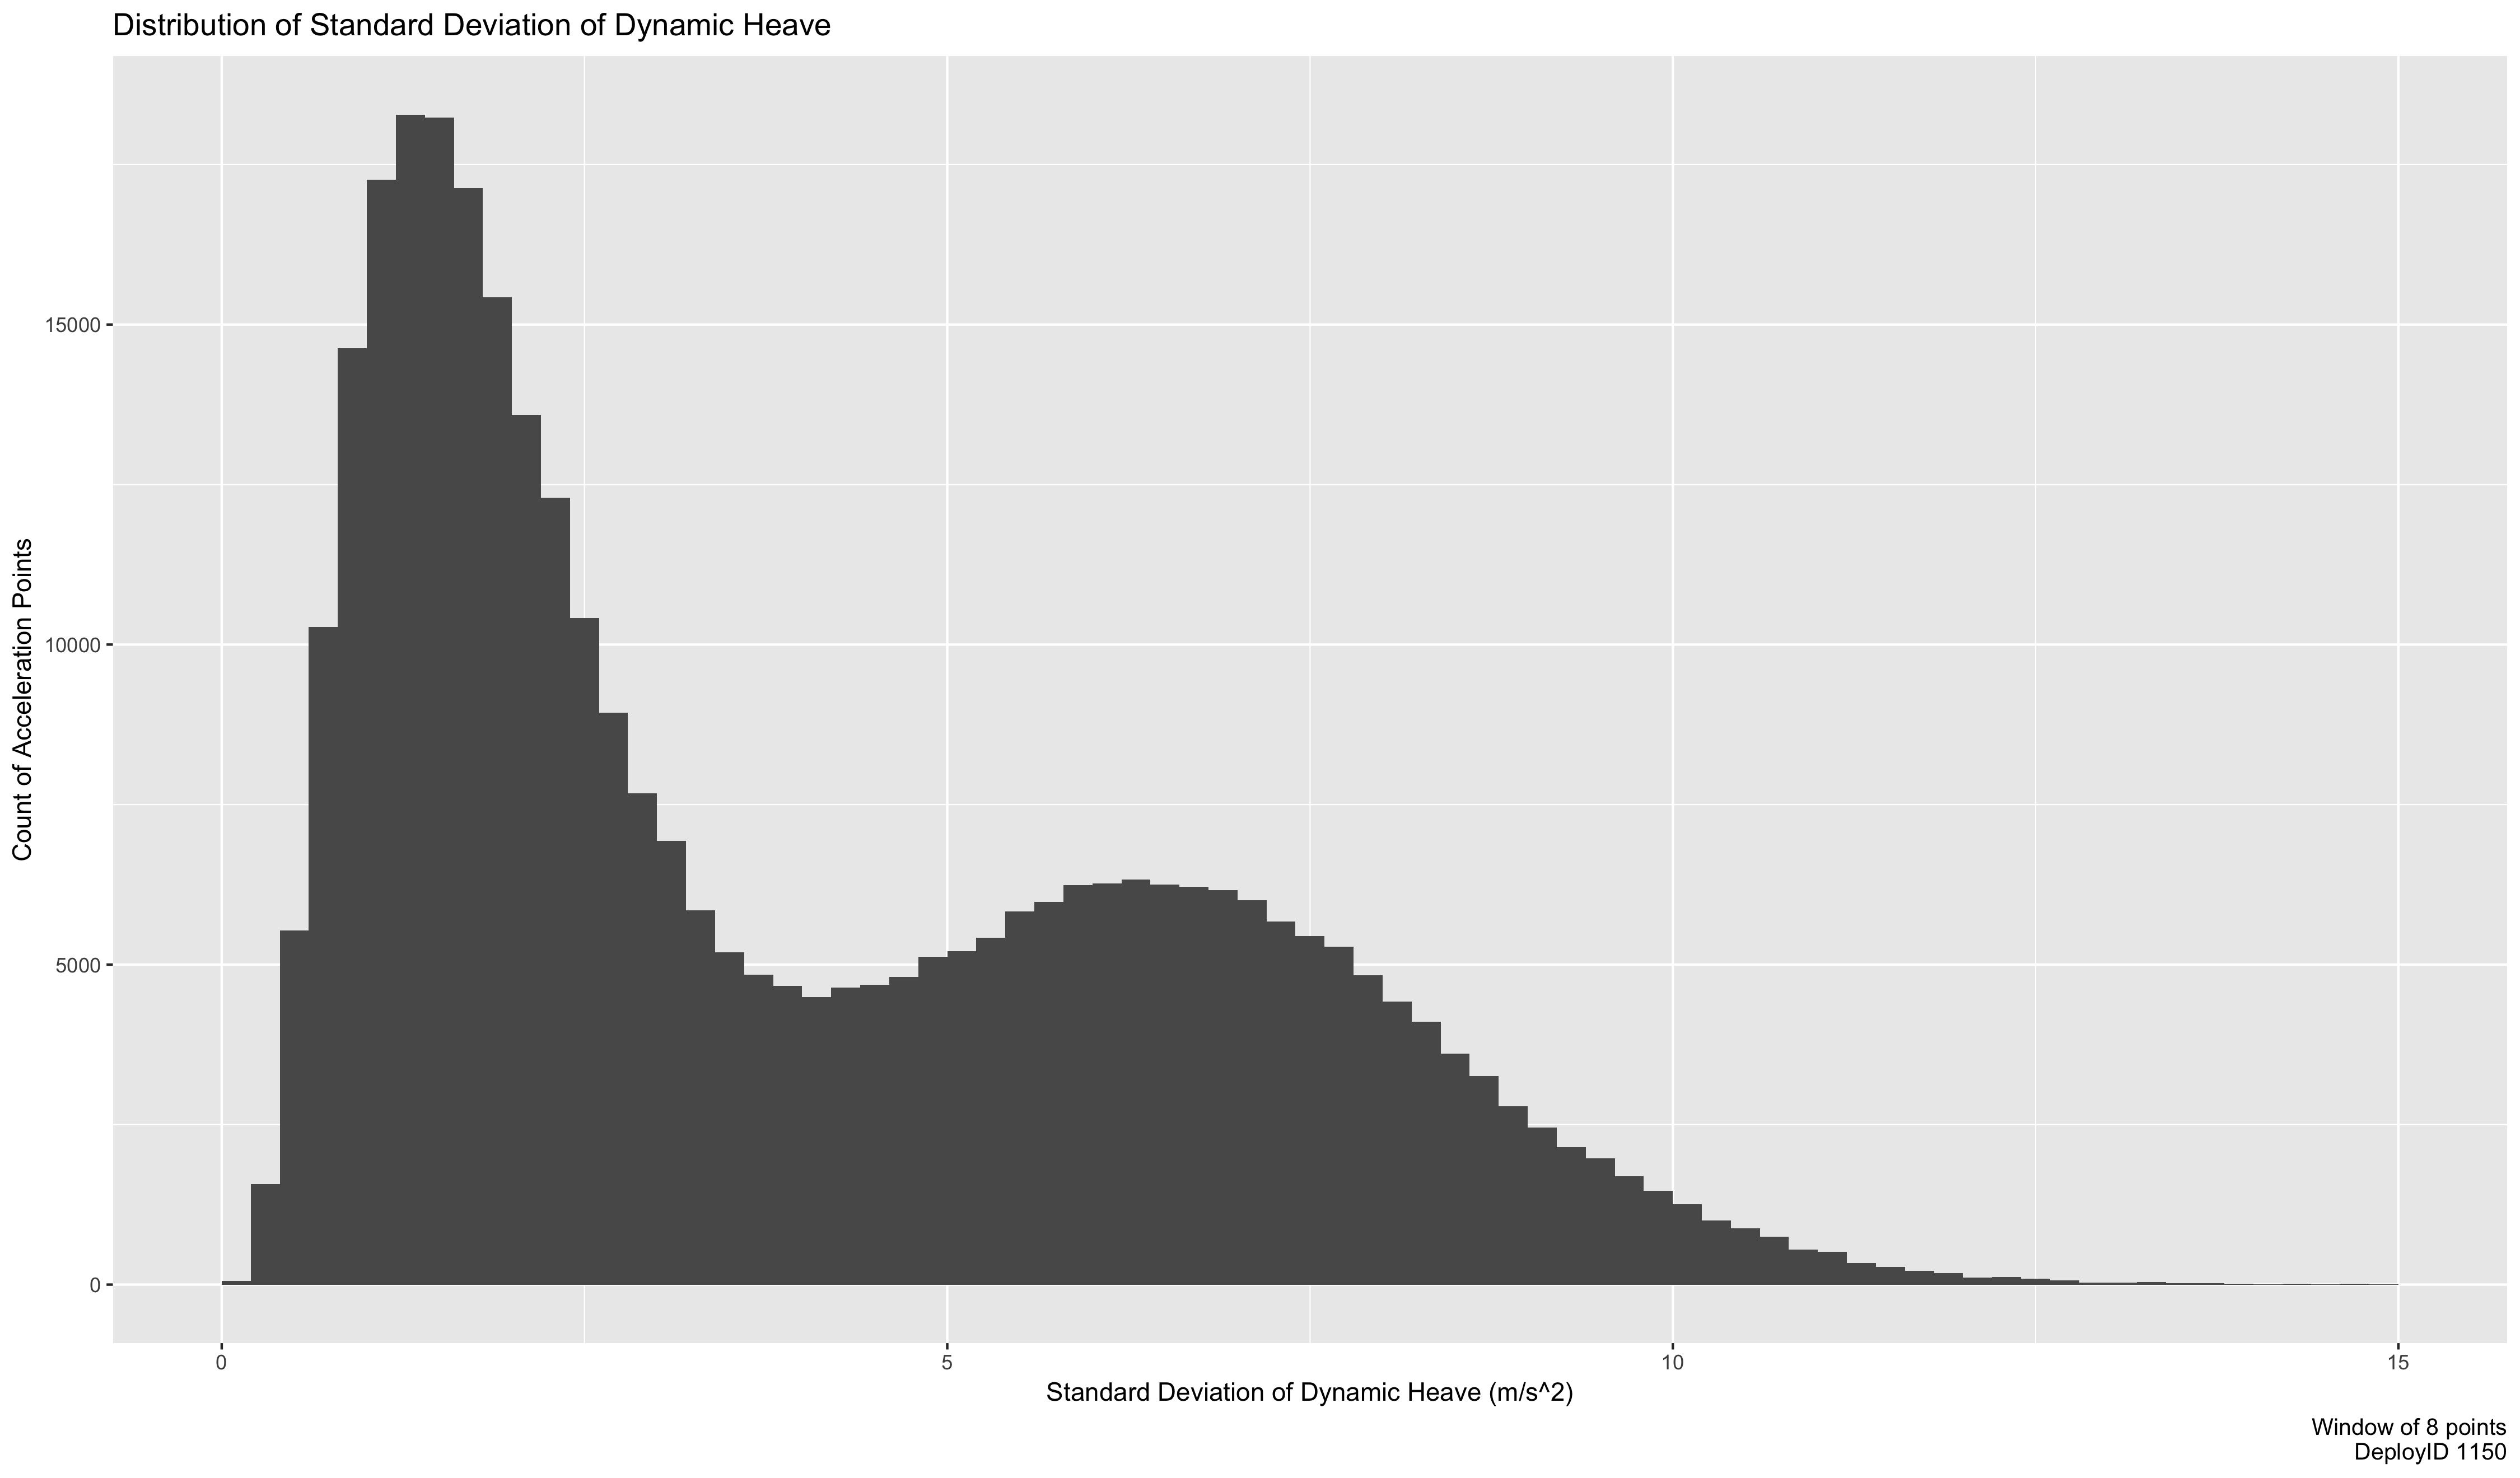 Distribution of Standard Deviation of Dynamic Heave
Count of Acceleration Points
15000
10000
5000
0
0
5
10
15
Standard Deviation of Dynamic Heave (m/s^2)
Window of 8 points
DeployID 1150